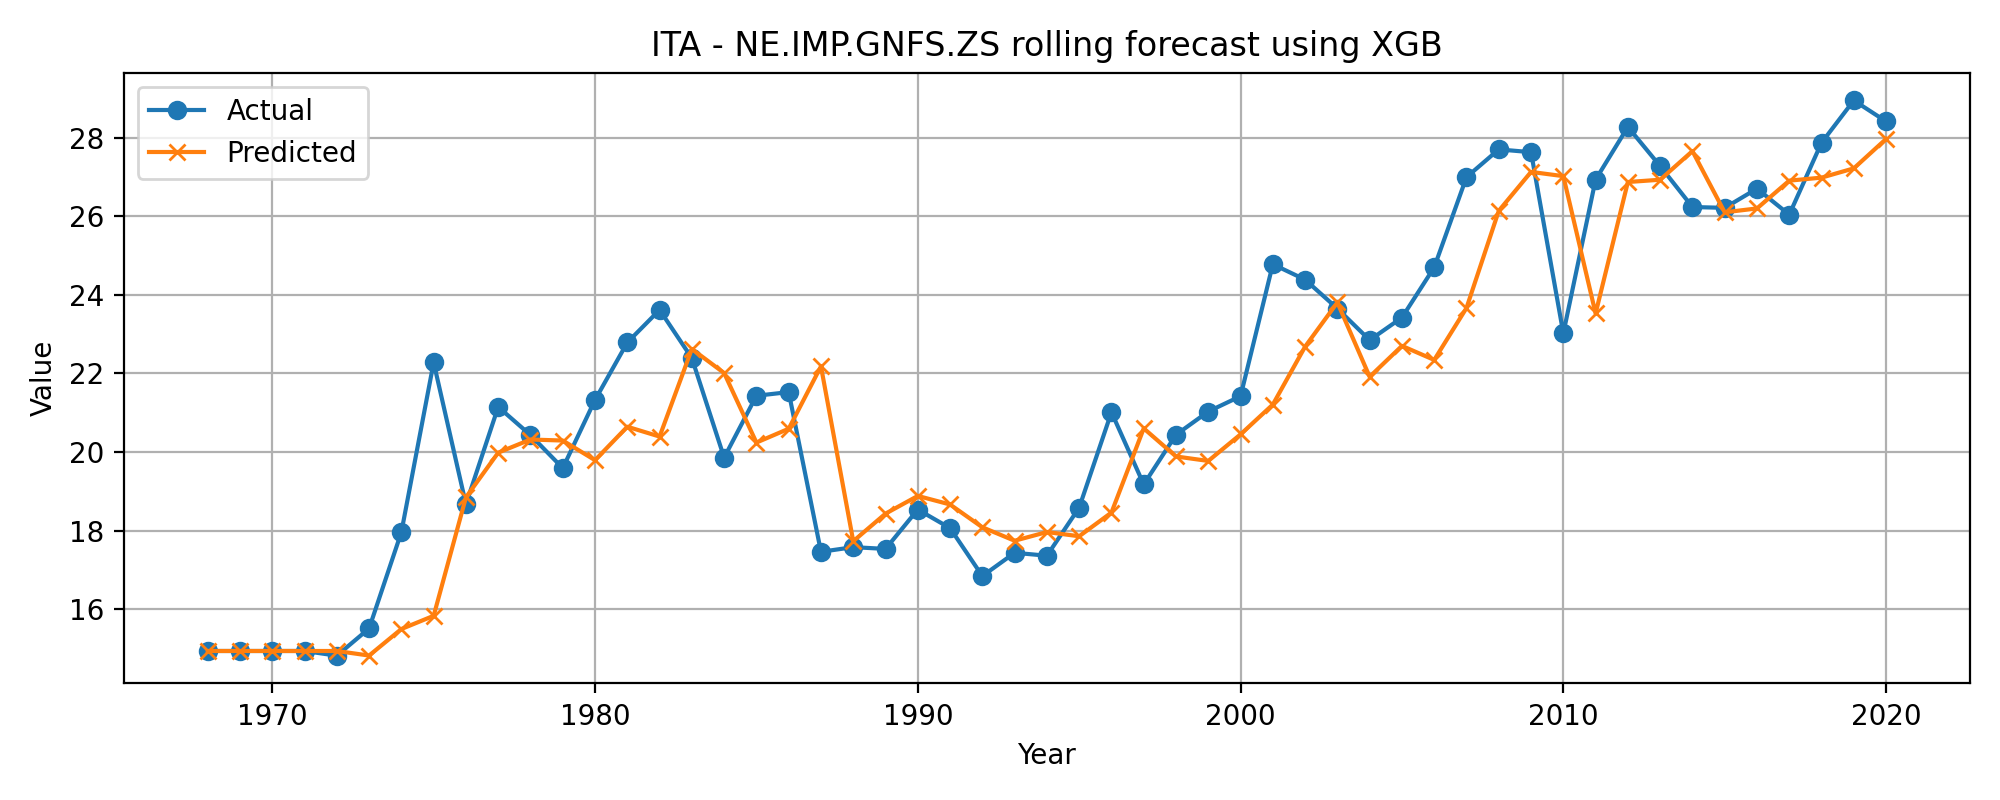 ITA - NE.IMP.GNFS.ZS rolling forecast using XGB
Actual
Predicted
Value
28
26
24
22
20
18
16
1970 1980 1990 2000 2010 2020
Year